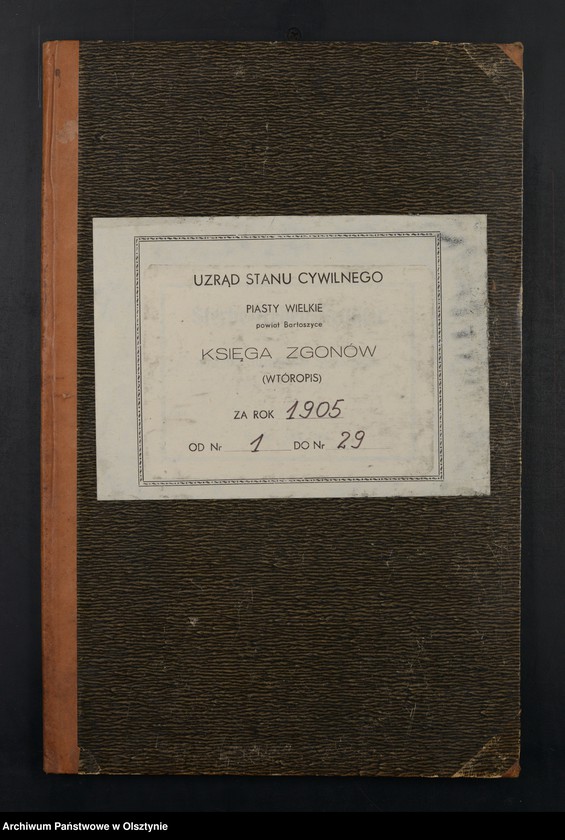 UZRĄD STANU CYWILNEGO
PIASTY WIELKIE
powiat Bartoszyce
KSIĘGA ZGONÓW
(WTÓROPIS)
ZA ROK 1905
OD Nr 1 DO Nr 29
Archiwum Państwowe w Olsztynie